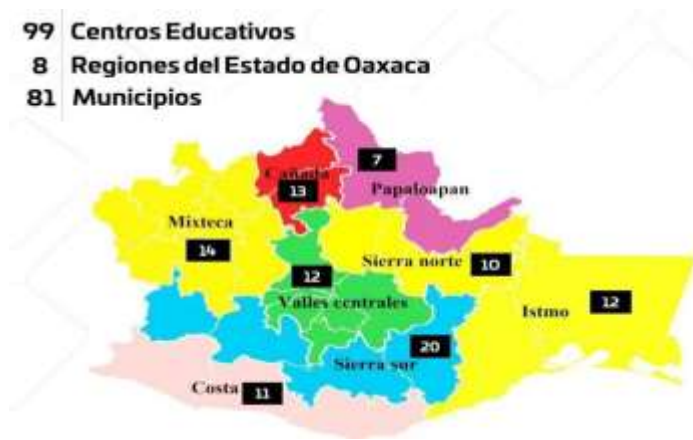 99 Centros Educativos
8 Regiones del Estado de Oaxaca
81 Municipios
7
Cañada
13
Papaloapan
Mixteca
14
Sierra norte
10
12
Valles centrales
12
Istmo
20
Sierra sur
Costa
11